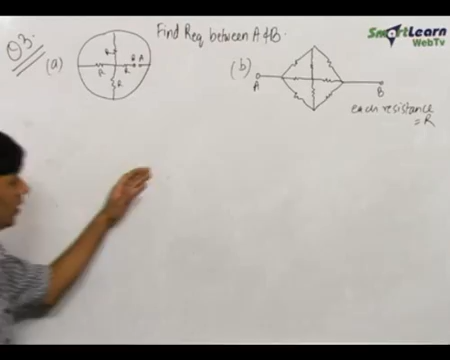 Q3.
Find Req between A & B.
(a)
R
R
R
B A
R
(b)
A
B
each resistance
= R
SmartLearn
WebTv